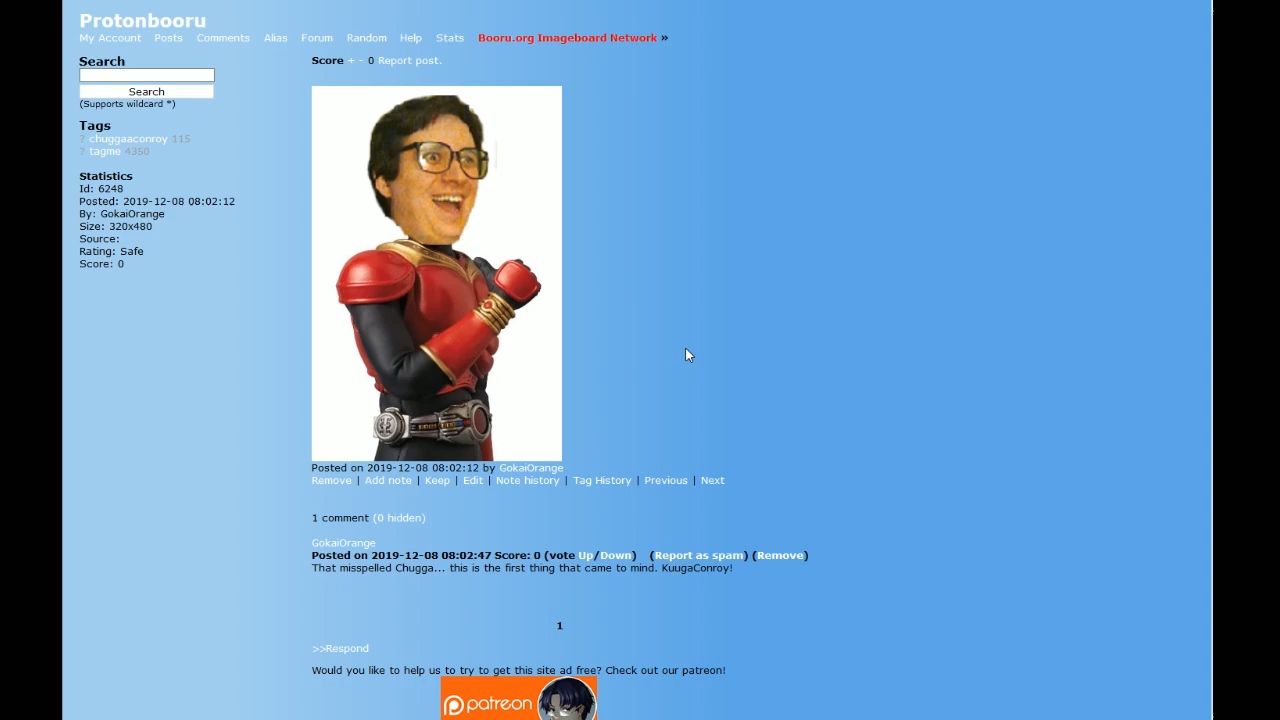 Protonbooru
My Account Posts Comments Alias Forum Random Help Stats Booru.org Imageboard Network »
Search
Search
(Supports wildcard *)
Tags
? chuggaaconroy 115
? tagme 4350
Statistics
Id: 6248
Posted: 2019-12-08 08:02:12
By: GokaiOrange
Size: 320x480
Source:
Rating: Safe
Score: 0
Score + - 0 Report post.
Posted on 2019-12-08 08:02:12 by GokaiOrange
Remove | Add note | Keep | Edit | Note history | Tag History | Previous | Next
1 comment (0 hidden)
GokaiOrange
Posted on 2019-12-08 08:02:47 Score: 0 (vote Up/Down) (Report as spam) (Remove)
That misspelled Chugga... this is the first thing that came to mind. KuugaConroy!
1
>>Respond
Would you like to help us to try to get this site ad free? Check out our patreon!
patreon